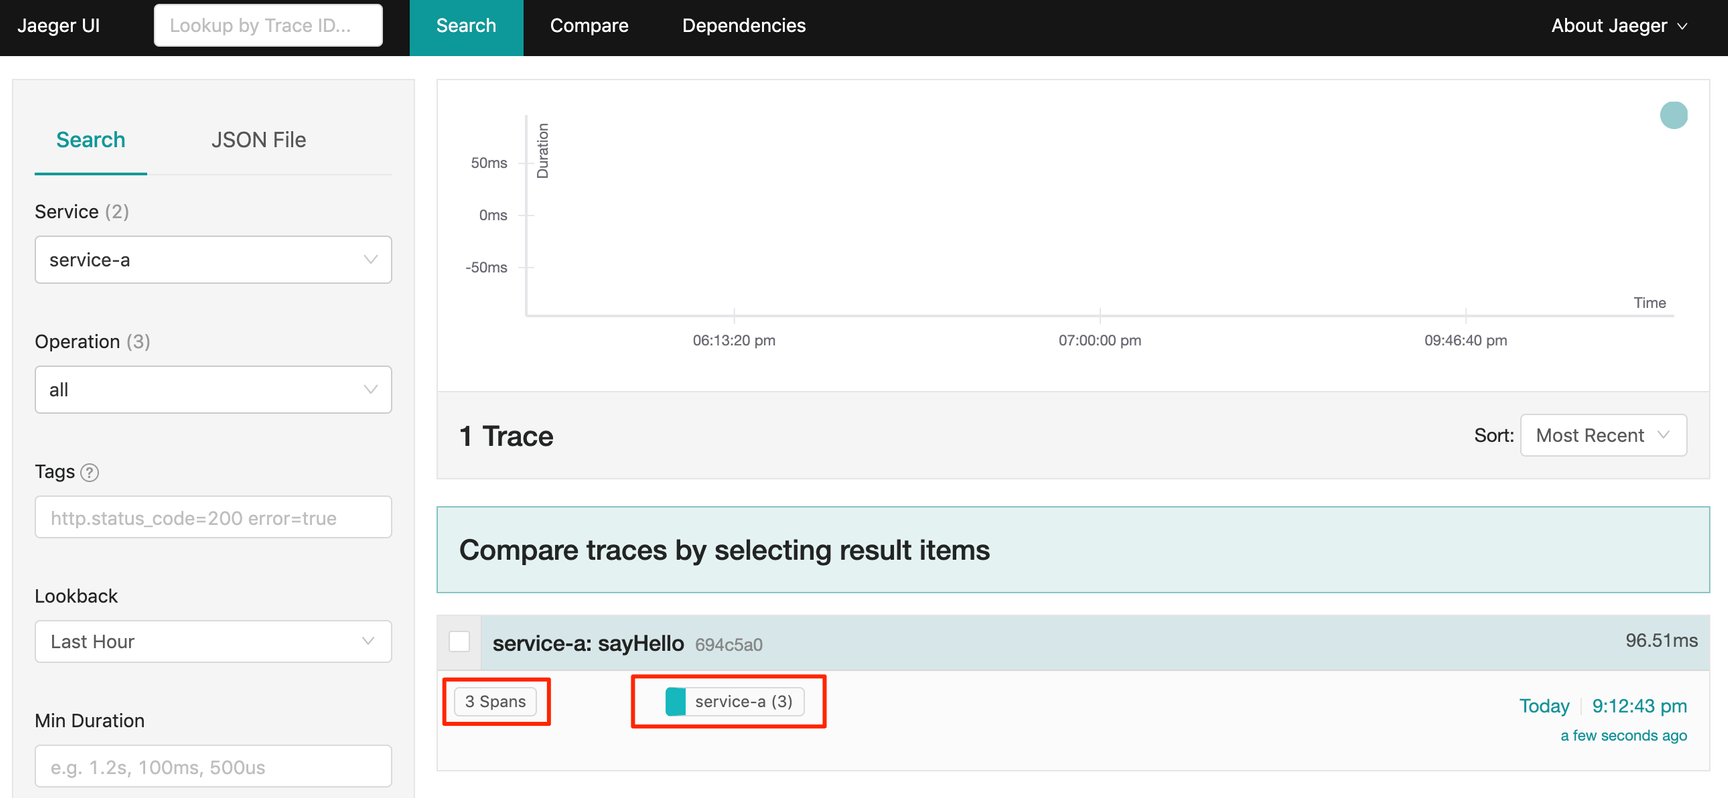 Jaeger UI
Lookup by Trace ID...
Search
Compare
Dependencies
About Jaeger
Search
JSON File
Service (2)
service-a
Operation (3)
all
Tags ?
http.status_code=200 error=true
Lookback
Last Hour
Min Duration
e.g. 1.2s, 100ms, 500us
Duration
50ms
0ms
-50ms
Time
06:13:20 pm
07:00:00 pm
09:46:40 pm
1 Trace
Sort: Most Recent
Compare traces by selecting result items
service-a: sayHello 694c5a0
96.51ms
3 Spans
service-a (3)
Today 9:12:43 pm
a few seconds ago